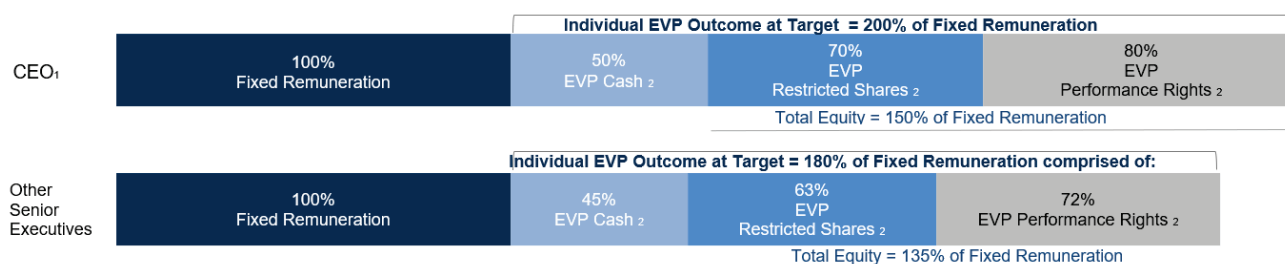 Individual EVP Outcome at Target = 200% of Fixed Remuneration
CEO₁
100%
Fixed Remuneration
50%
EVP Cash ₂
70%
EVP
Restricted Shares ₂
80%
EVP
Performance Rights ₂
Total Equity = 150% of Fixed Remuneration
Individual EVP Outcome at Target = 180% of Fixed Remuneration comprised of:
Other
Senior
Executives
100%
Fixed Remuneration
45%
EVP Cash ₂
63%
EVP
Restricted Shares ₂
72%
EVP Performance Rights ₂
Total Equity = 135% of Fixed Remuneration